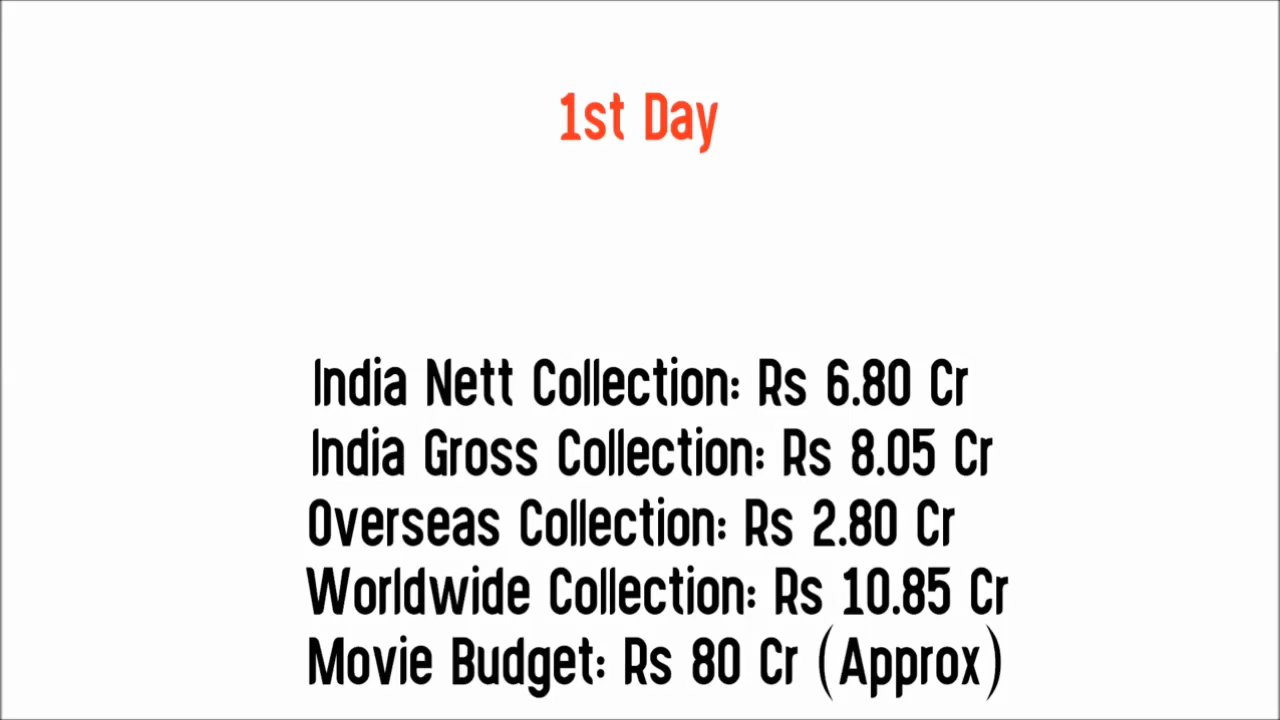 1st Day
India Nett Collection: Rs 6.80 Cr
India Gross Collection: Rs 8.05 Cr
Overseas Collection: Rs 2.80 Cr
Worldwide Collection: Rs 10.85 Cr
Movie Budget: Rs 80 Cr (Approx)